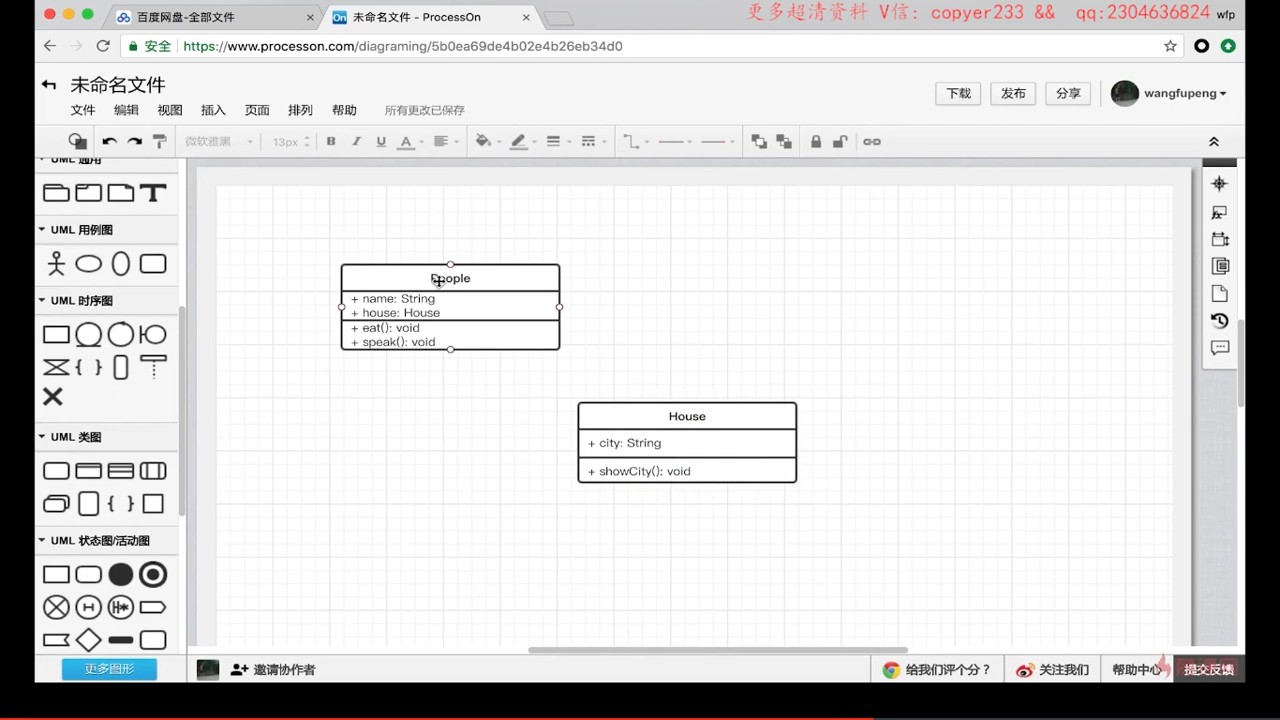 更多超清资料 V信: copyer233 && qq:2304636824
百度网盘-全部文件
On 未命名文件 - ProcessOn
wfp
安全 https://www.processon.com/diagraming/5b0ea69de4b02e4b26eb34d0
未命名文件
下载 发布 分享 wangfupeng
文件 编辑 视图 插入 页面 排列 帮助 所有更改已保存
微软雅黑 13px B I U A
UML 通用
T
UML 用例图
UML 时序图
UML 类图
UML 状态图/活动图
H H*
People
+ name: String
+ house: House
+ eat(): void
+ speak(): void
House
+ city: String
+ showCity(): void
fx
更多图形 邀请协作者 给我们评个分？ 关注我们 帮助中心 提交反馈